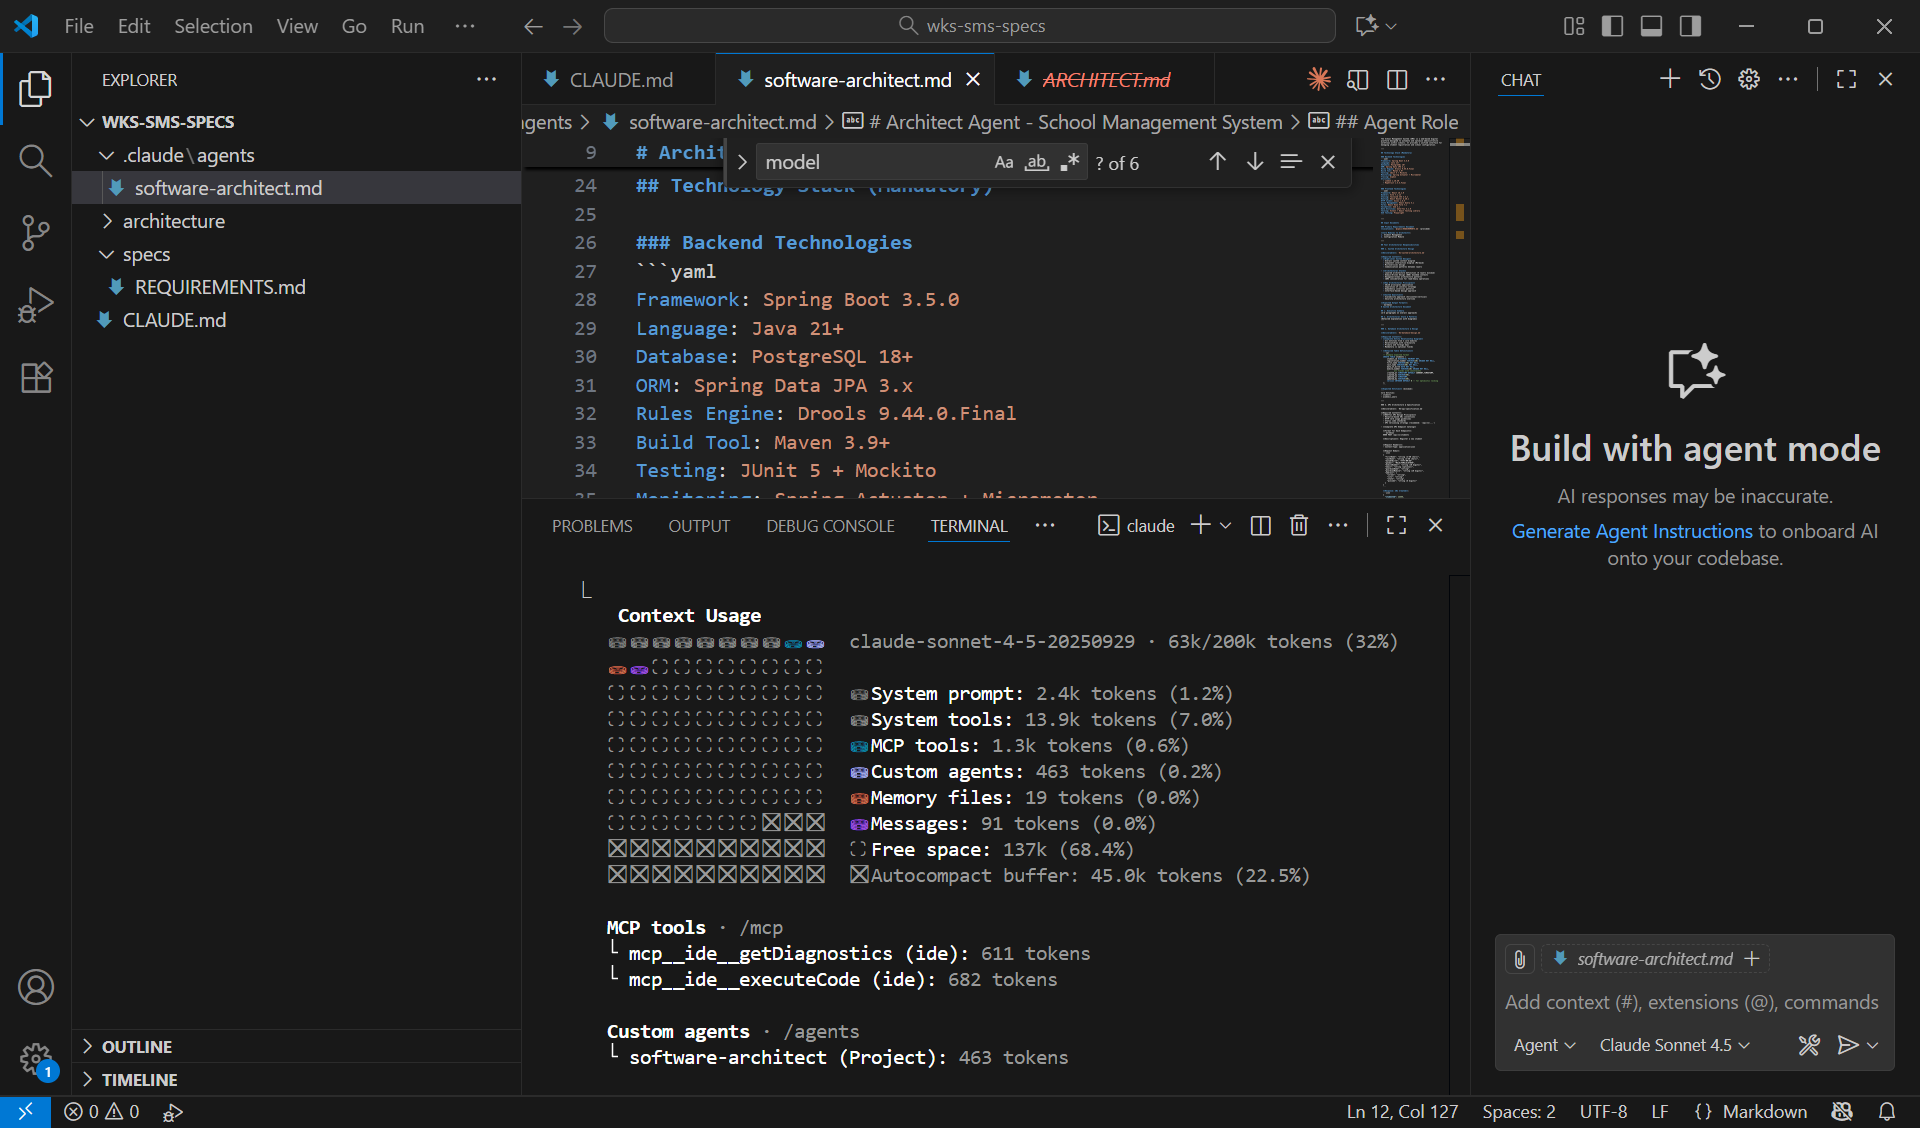 File Edit Selection View Go Run ···
wks-sms-specs
EXPLORER
WKS-SMS-SPECS
.claude\agents
software-architect.md
architecture
specs
REQUIREMENTS.md
CLAUDE.md
OUTLINE
TIMELINE
1
CLAUDE.md
software-architect.md
ARCHITECT.md
agents > software-architect.md > # Architect Agent - School Management System > ## Agent Role
model
Aa ab ? of 6
9 # Archit
24 ## Technology Stack (Mandatory)
25
26 ### Backend Technologies
27 ```yaml
28 Framework: Spring Boot 3.5.0
29 Language: Java 21+
30 Database: PostgreSQL 18+
31 ORM: Spring Data JPA 3.x
32 Rules Engine: Drools 9.44.0.Final
33 Build Tool: Maven 3.9+
34 Testing: JUnit 5 + Mockito
35 Monitoring: Spring Actuator + Micrometer
PROBLEMS OUTPUT DEBUG CONSOLE TERMINAL ··· claude
Context Usage
claude-sonnet-4-5-20250929 · 63k/200k tokens (32%)
System prompt: 2.4k tokens (1.2%)
System tools: 13.9k tokens (7.0%)
MCP tools: 1.3k tokens (0.6%)
Custom agents: 463 tokens (0.2%)
Memory files: 19 tokens (0.0%)
Messages: 91 tokens (0.0%)
Free space: 137k (68.4%)
Autocompact buffer: 45.0k tokens (22.5%)
MCP tools · /mcp
└ mcp__ide__getDiagnostics (ide): 611 tokens
└ mcp__ide__executeCode (ide): 682 tokens
Custom agents · /agents
└ software-architect (Project): 463 tokens
CHAT
Build with agent mode
AI responses may be inaccurate.
Generate Agent Instructions to onboard AI
onto your codebase.
software-architect.md
Add context (#), extensions (@), commands
Agent Claude Sonnet 4.5
0 0
Ln 12, Col 127 Spaces: 2 UTF-8 LF {} Markdown